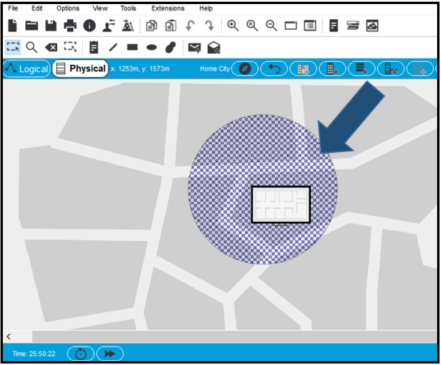 File Edit Options View Tools Extensions Help
Logical Physical x: 1253m, y: 1573m Home City
Time: 25:50:22